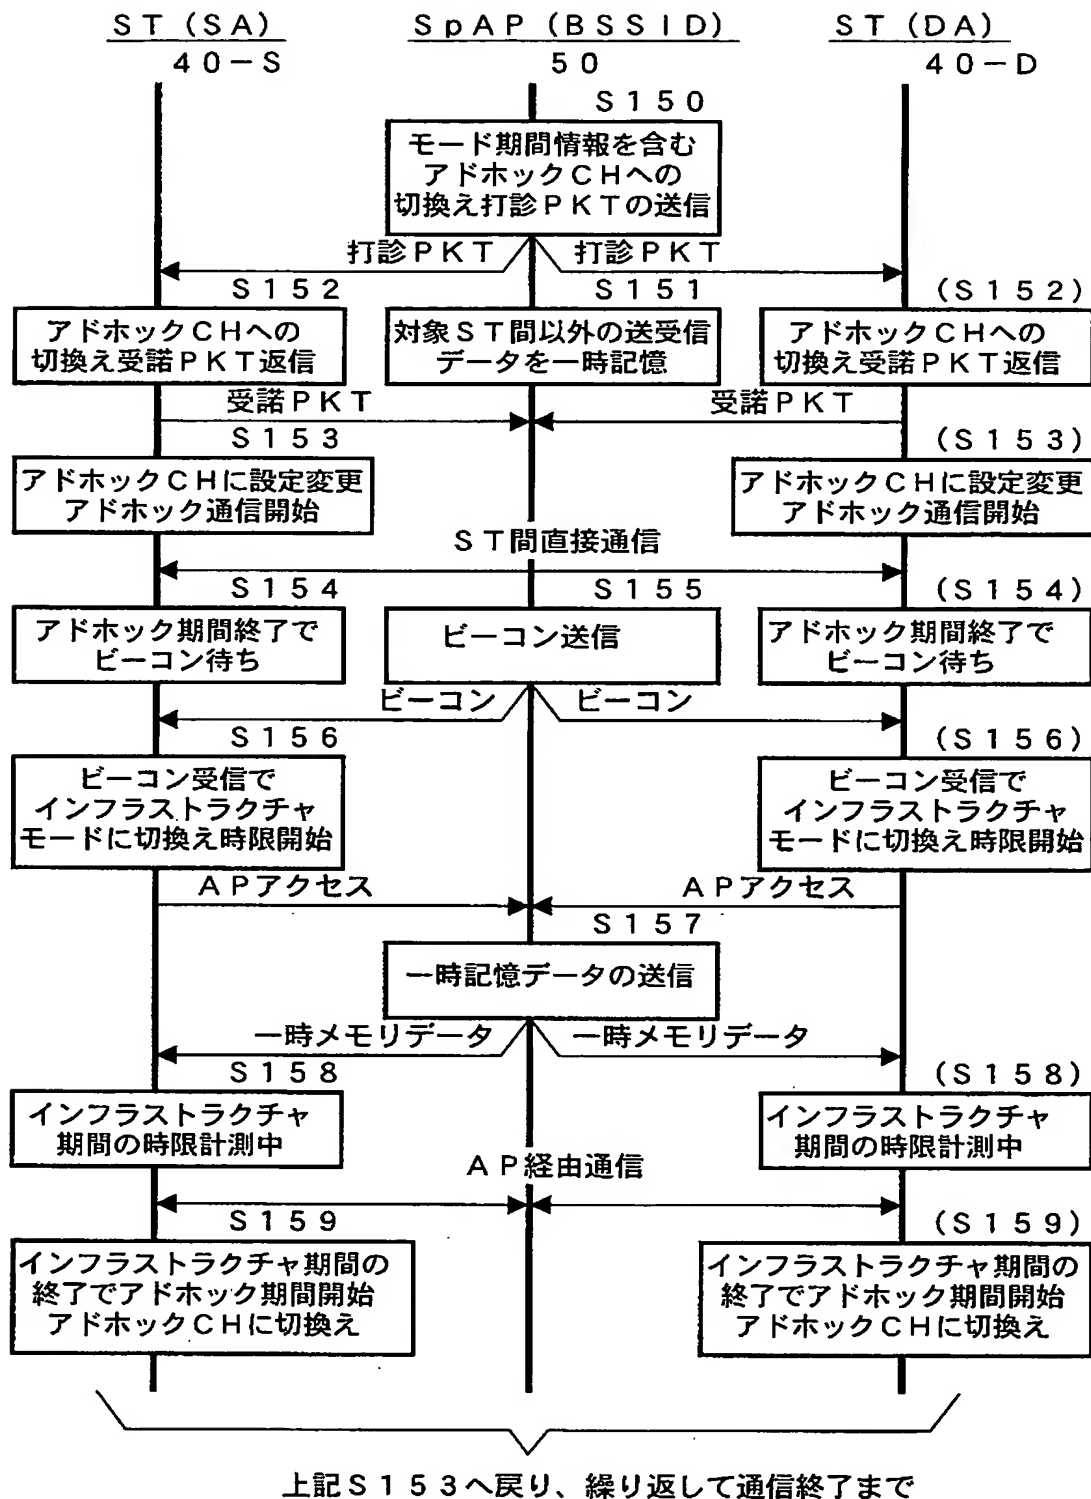 ST(SA)
40-S
SpAP(BSSID)
50
ST(DA)
40-D
S150
モード期間情報を含む
アドホックCHへの
切換え打診PKTの送信
打診PKT
打診PKT
S152
アドホックCHへの
切換え受諾PKT返信
S151
対象ST間以外の送受信
データを一時記憶
(S152)
アドホックCHへの
切換え受諾PKT返信
受諾PKT
受諾PKT
S153
アドホックCHに設定変更
アドホック通信開始
(S153)
アドホックCHに設定変更
アドホック通信開始
ST間直接通信
S154
アドホック期間終了で
ビーコン待ち
S155
ビーコン送信
(S154)
アドホック期間終了で
ビーコン待ち
ビーコン
ビーコン
S156
ビーコン受信で
インフラストラクチャ
モードに切換え時限開始
(S156)
ビーコン受信で
インフラストラクチャ
モードに切換え時限開始
APアクセス
APアクセス
S157
一時記憶データの送信
一時メモリデータ
一時メモリデータ
S158
インフラストラクチャ
期間の時限計測中
(S158)
インフラストラクチャ
期間の時限計測中
AP経由通信
S159
インフラストラクチャ期間の
終了でアドホック期間開始
アドホックCHに切換え
(S159)
インフラストラクチャ期間の
終了でアドホック期間開始
アドホックCHに切換え
上記S153へ戻り、繰り返して通信終了まで